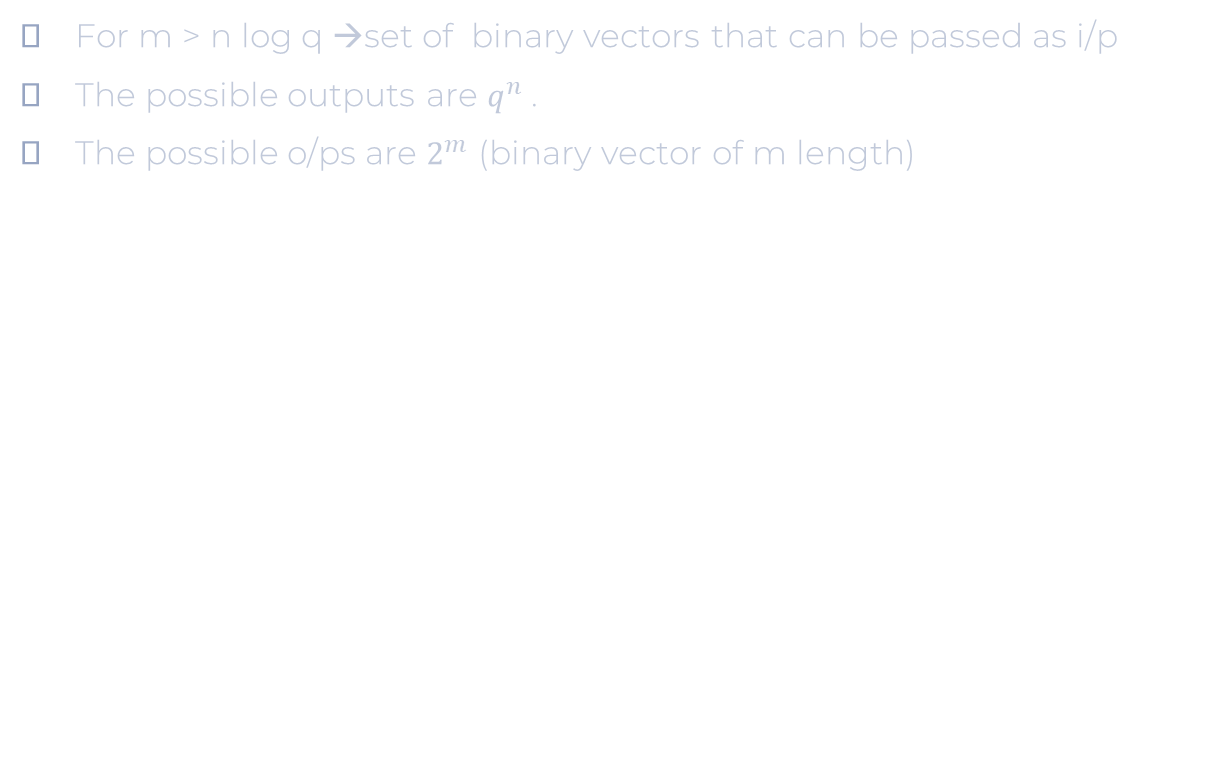 ▯ For m > n log q →set of  binary vectors that can be passed as i/p
▯ The possible outputs are qⁿ .
▯ The possible o/ps are 2ᵐ (binary vector of m length)